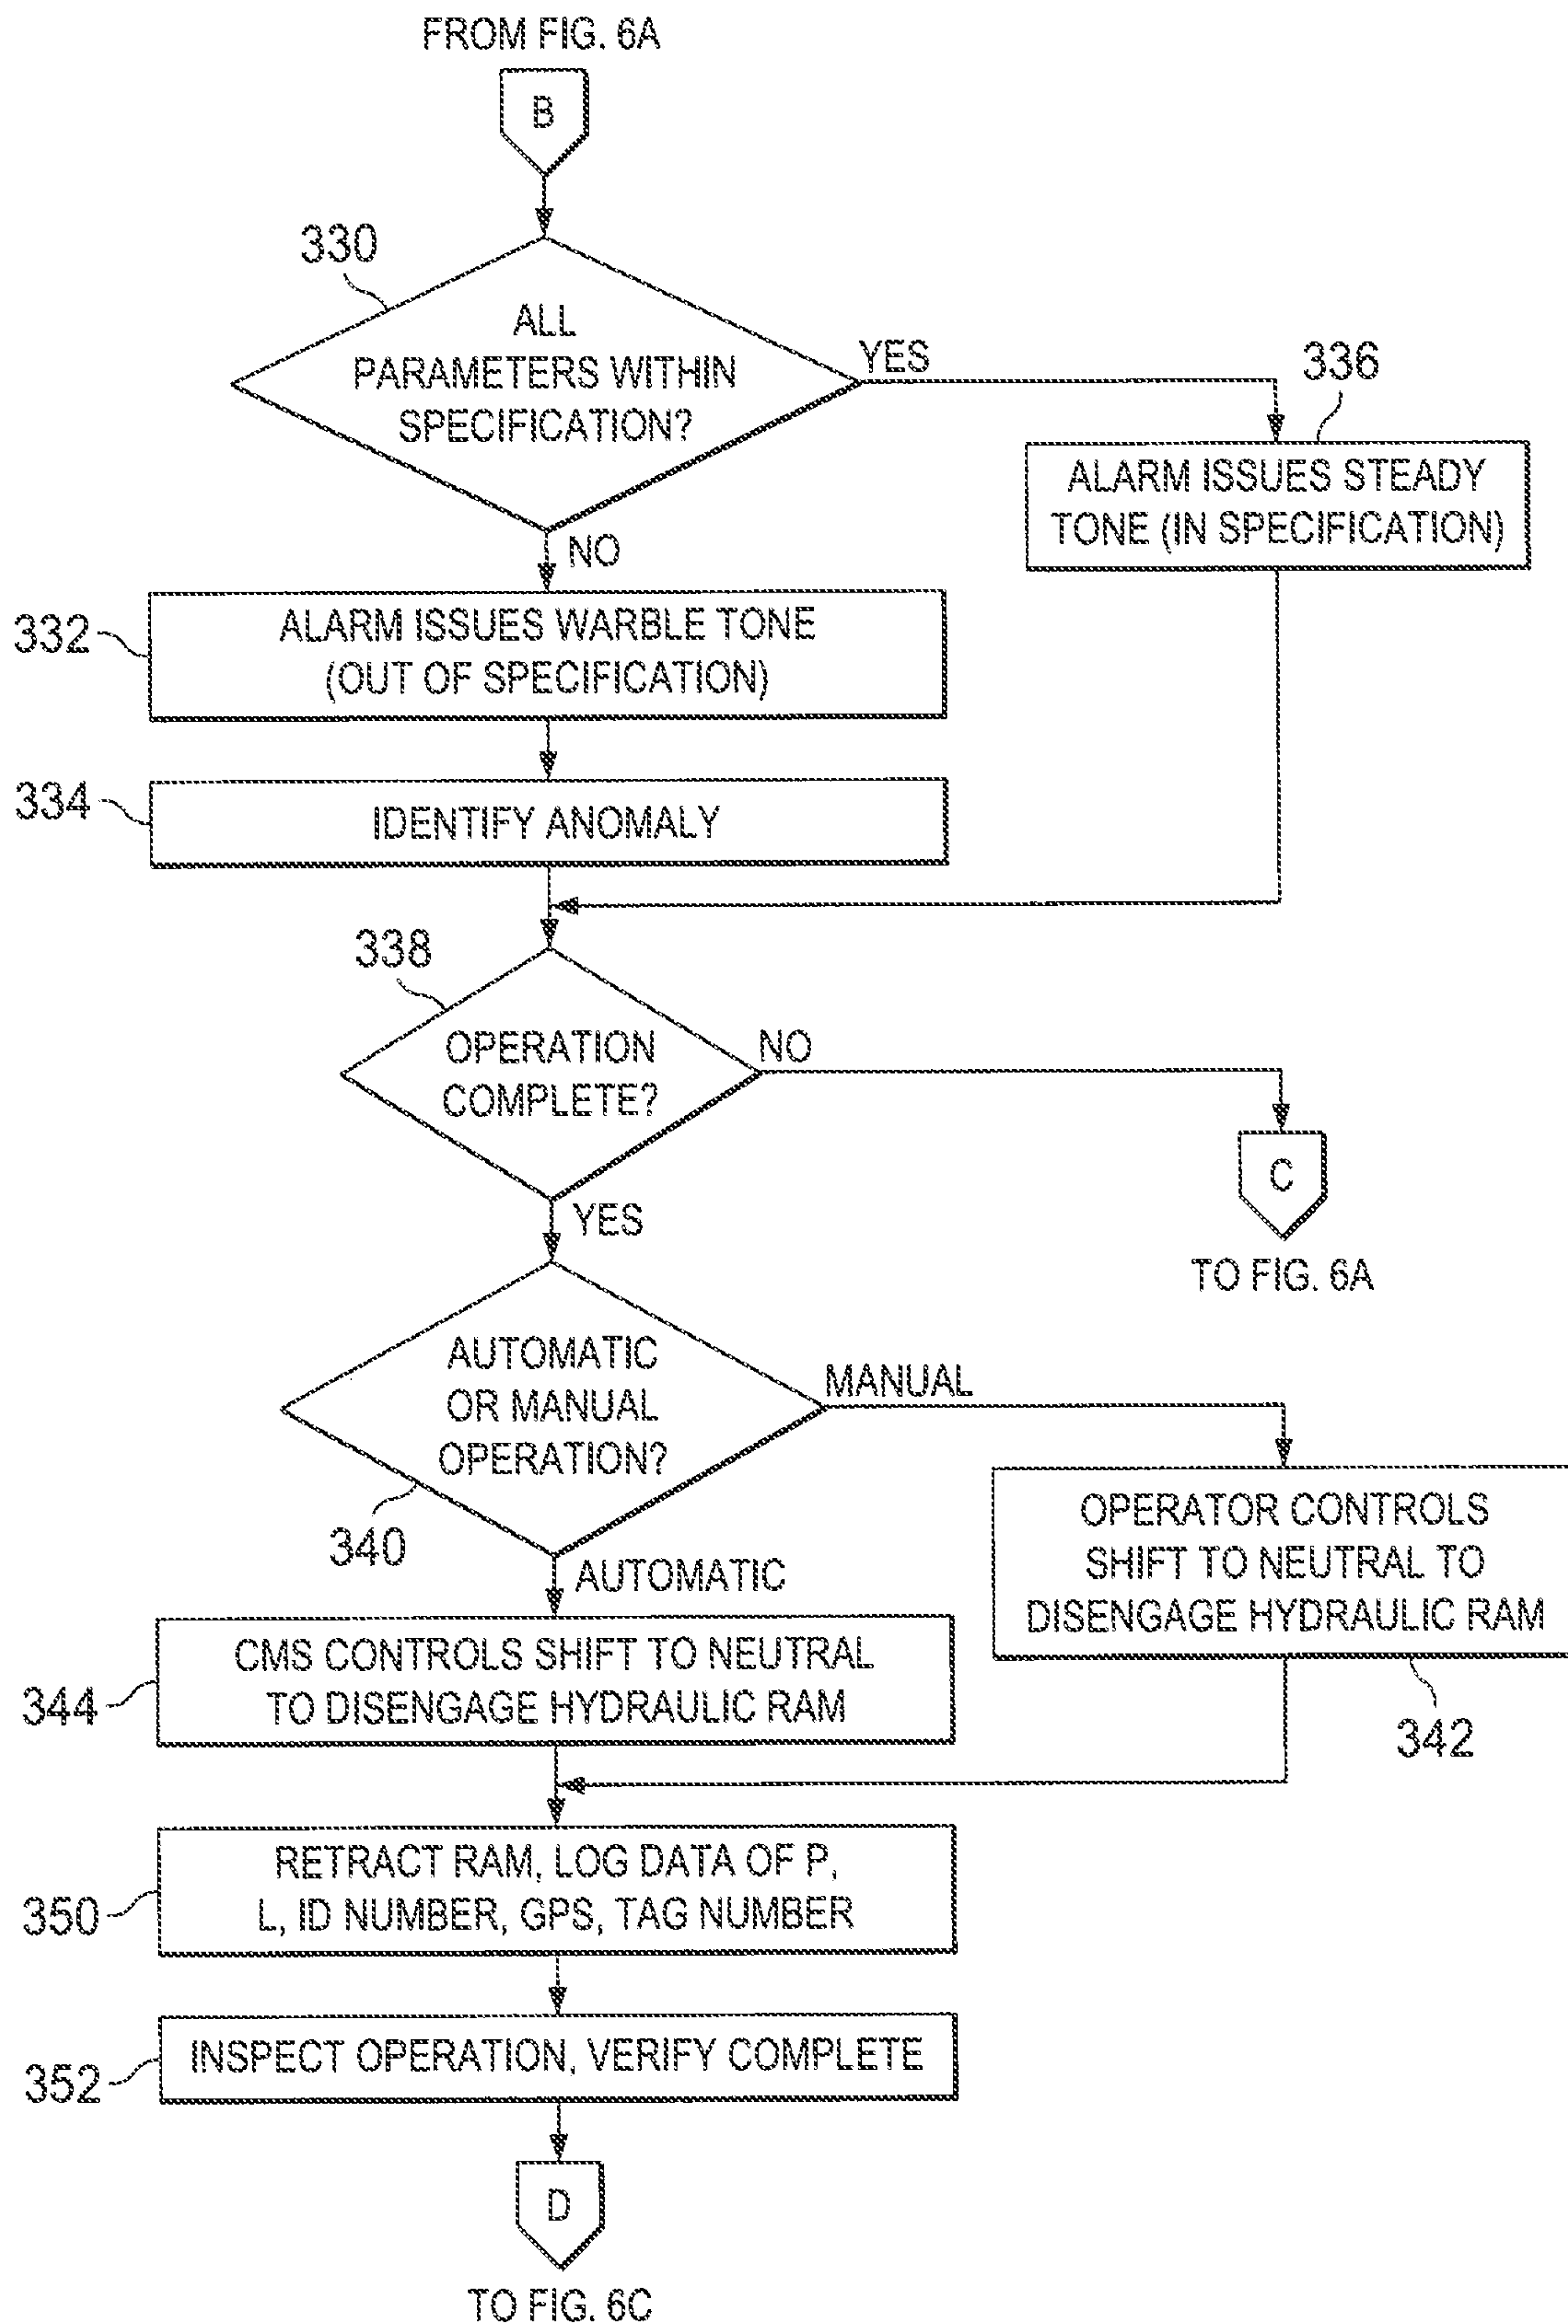 FROM FIG. 6A
B
330
ALL
PARAMETERS WITHIN
SPECIFICATION?
YES
336
ALARM ISSUES STEADY
TONE (IN SPECIFICATION)
NO
332
ALARM ISSUES WARBLE TONE
(OUT OF SPECIFICATION)
334
IDENTIFY ANOMALY
338
OPERATION
COMPLETE?
NO
C
TO FIG. 6A
YES
AUTOMATIC
OR MANUAL
OPERATION?
MANUAL
340
AUTOMATIC
OPERATOR CONTROLS
SHIFT TO NEUTRAL TO
DISENGAGE HYDRAULIC RAM
342
344
CMS CONTROLS SHIFT TO NEUTRAL
TO DISENGAGE HYDRAULIC RAM
350
RETRACT RAM, LOG DATA OF P,
L, ID NUMBER, GPS, TAG NUMBER
352
INSPECT OPERATION, VERIFY COMPLETE
D
TO FIG. 6C